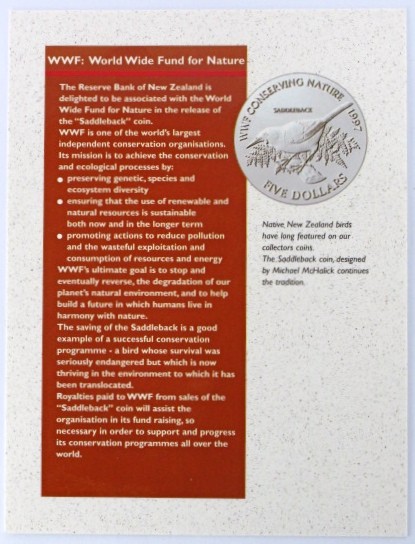 WWF: World Wide Fund for Nature
The Reserve Bank of New Zealand is
delighted to be associated with the World
Wide Fund for Nature in the release of
the “Saddleback” coin.
WWF is one of the world's largest
independent conservation organisations.
Its mission is to achieve the conservation
and ecological processes by:
● preserving genetic, species and
ecosystem diversity
● ensuring that the use of renewable and
natural resources is sustainable
both now and in the longer term
● promoting actions to reduce pollution
and the wasteful exploitation and
consumption of resources and energy
WWF's ultimate goal is to stop and
eventually reverse, the degradation of our
planet's natural environment, and to help
build a future in which humans live in
harmony with nature.
The saving of the Saddleback is a good
example of a successful conservation
programme - a bird whose survival was
seriously endangered but which is now
thriving in the environment to which it has
been translocated.
Royalties paid to WWF from sales of the
“Saddleback” coin will assist the
organisation in its fund raising, so
necessary in order to support and progress
its conservation programmes all over the
world.
WWF CONSERVING NATURE 1997
SADDLEBACK
FIVE DOLLARS
Native New Zealand birds
have long featured on our
collectors coins.
The Saddleback coin, designed
by Michael McHalick continues
the tradition.